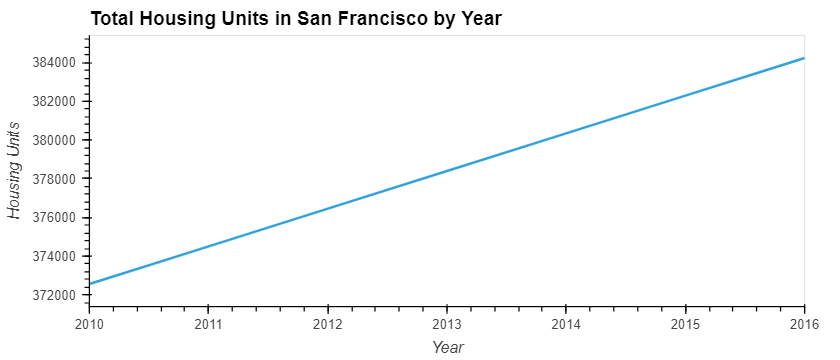 Total Housing Units in San Francisco by Year
384000
382000
380000
378000
376000
374000
372000
Housing Units
2010 2011 2012 2013 2014 2015 2016
Year